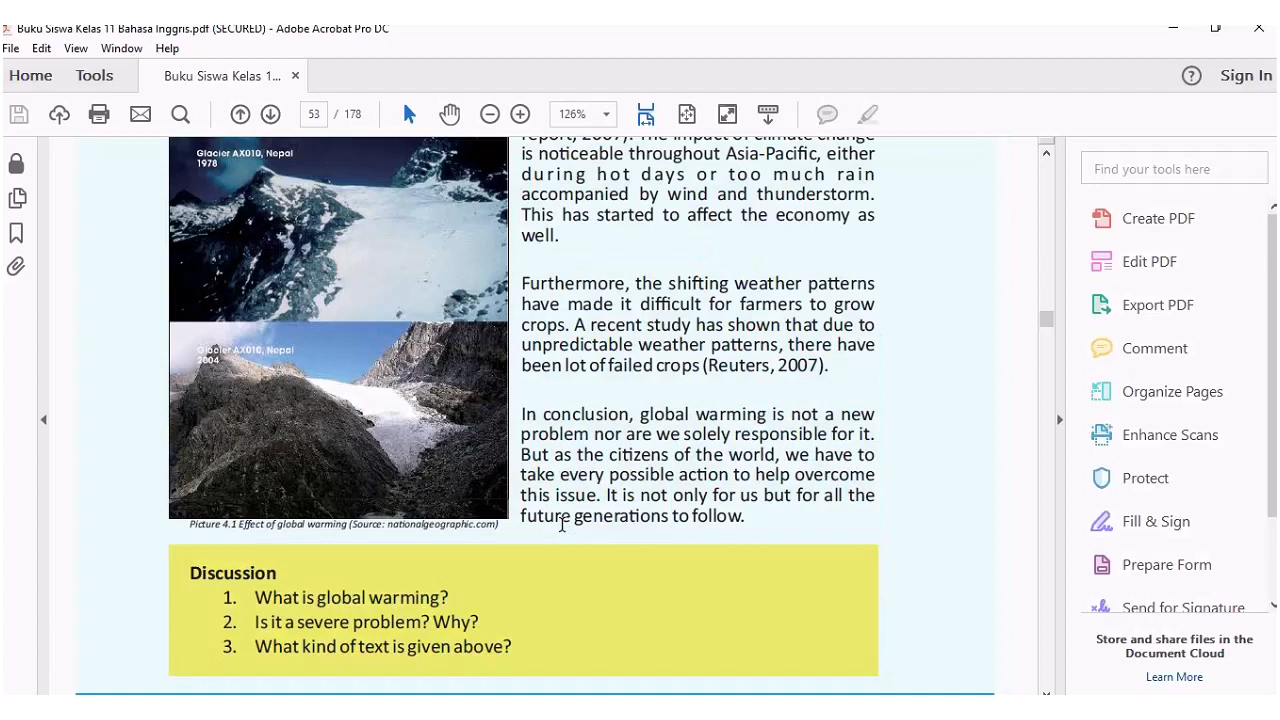 Buku Siswa Kelas 11 Bahasa Inggris.pdf (SECURED) - Adobe Acrobat Pro DC
File Edit View Window Help
Home Tools Buku Siswa Kelas 1... × Sign In
53 / 178 126%
Glacier AX010, Nepal
1978
Glacier AX010, Nepal
2004
Picture 4.1 Effect of global warming (Source: nationalgeographic.com)
report, 2007). The impact of climate change
is noticeable throughout Asia-Pacific, either
during hot days or too much rain
accompanied by wind and thunderstorm.
This has started to affect the economy as
well.
Furthermore, the shifting weather patterns
have made it difficult for farmers to grow
crops. A recent study has shown that due to
unpredictable weather patterns, there have
been lot of failed crops (Reuters, 2007).
In conclusion, global warming is not a new
problem nor are we solely responsible for it.
But as the citizens of the world, we have to
take every possible action to help overcome
this issue. It is not only for us but for all the
future generations to follow.
Discussion
1. What is global warming?
2. Is it a severe problem? Why?
3. What kind of text is given above?
Find your tools here
Create PDF
Edit PDF
Export PDF
Comment
Organize Pages
Enhance Scans
Protect
Fill & Sign
Prepare Form
Send for Signature
Store and share files in the
Document Cloud
Learn More